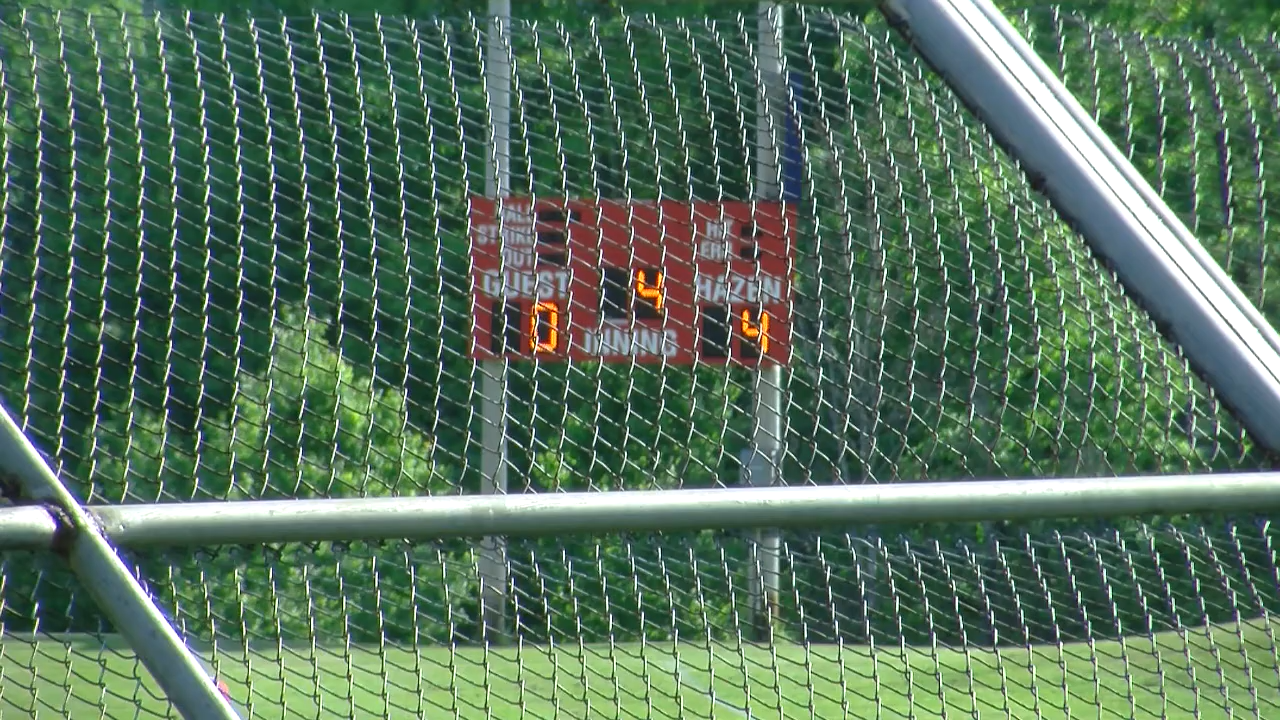 BALL
STRIKE HIT
OUT ERR
GUEST 4 HAZEN
0 INNING 4